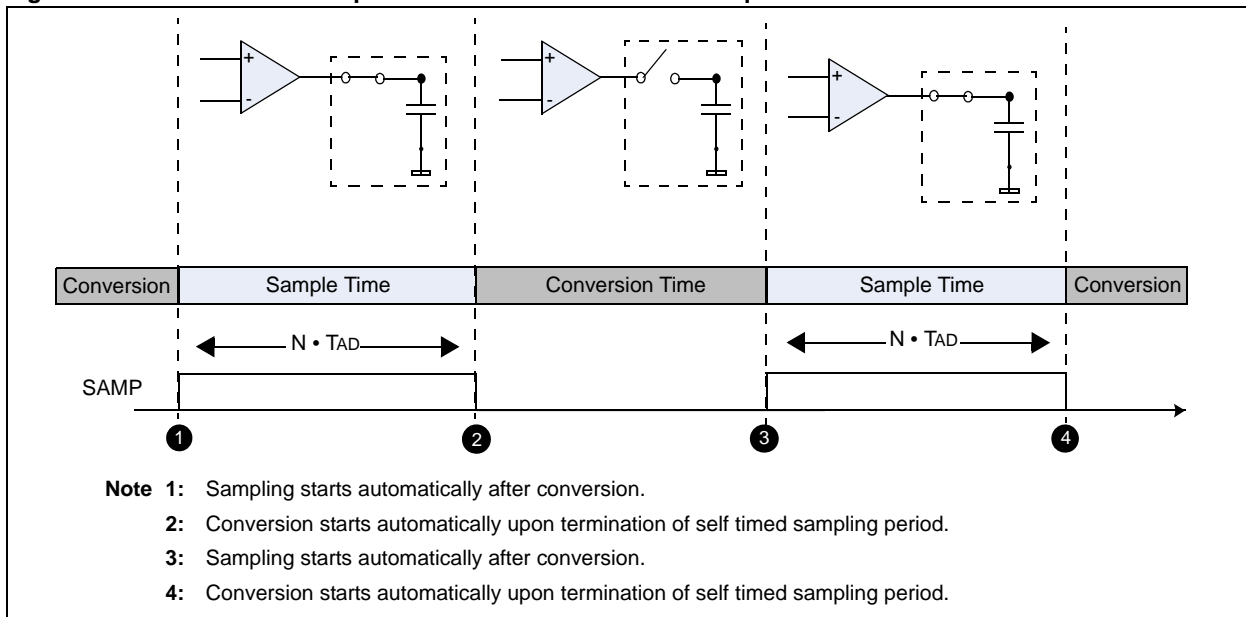 +
-
+
-
+
-
Conversion Sample Time Conversion Time Sample Time Conversion
N • TAD N • TAD
SAMP
1 2 3 4
Note 1: Sampling starts automatically after conversion.
2: Conversion starts automatically upon termination of self timed sampling period.
3: Sampling starts automatically after conversion.
4: Conversion starts automatically upon termination of self timed sampling period.